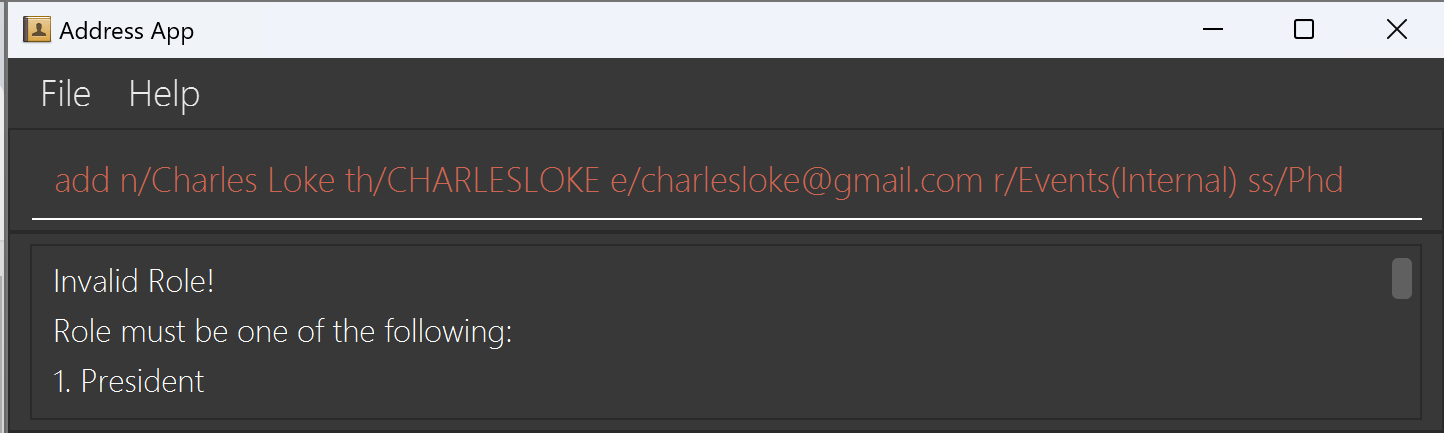 Address App
File Help
add n/Charles Loke th/CHARLESLOKE e/charlesloke@gmail.com r/Events(Internal) ss/Phd
Invalid Role!
Role must be one of the following:
1. President